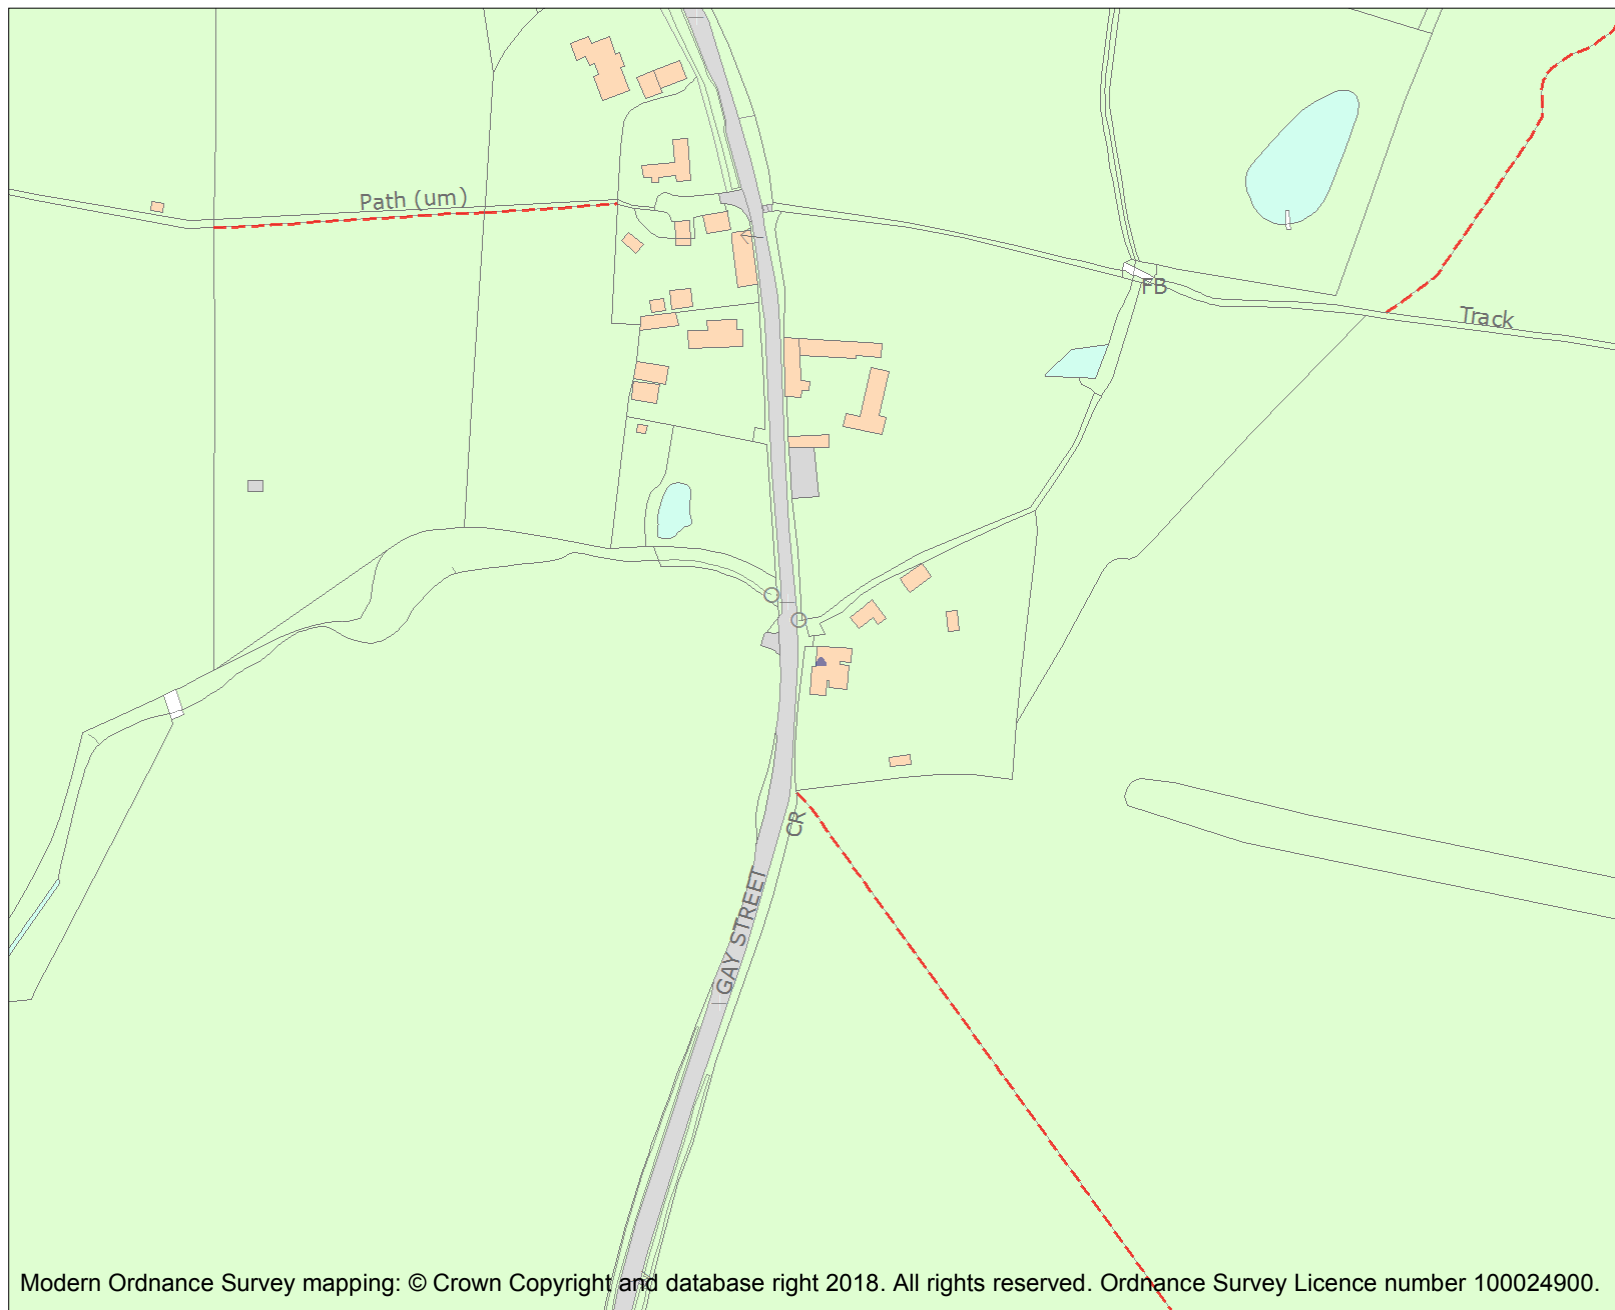 Path (um)
FB
Track
CR
GAY STREET
Modern Ordnance Survey mapping: © Crown Copyright and database right 2018. All rights reserved. Ordnance Survey Licence number 100024900.